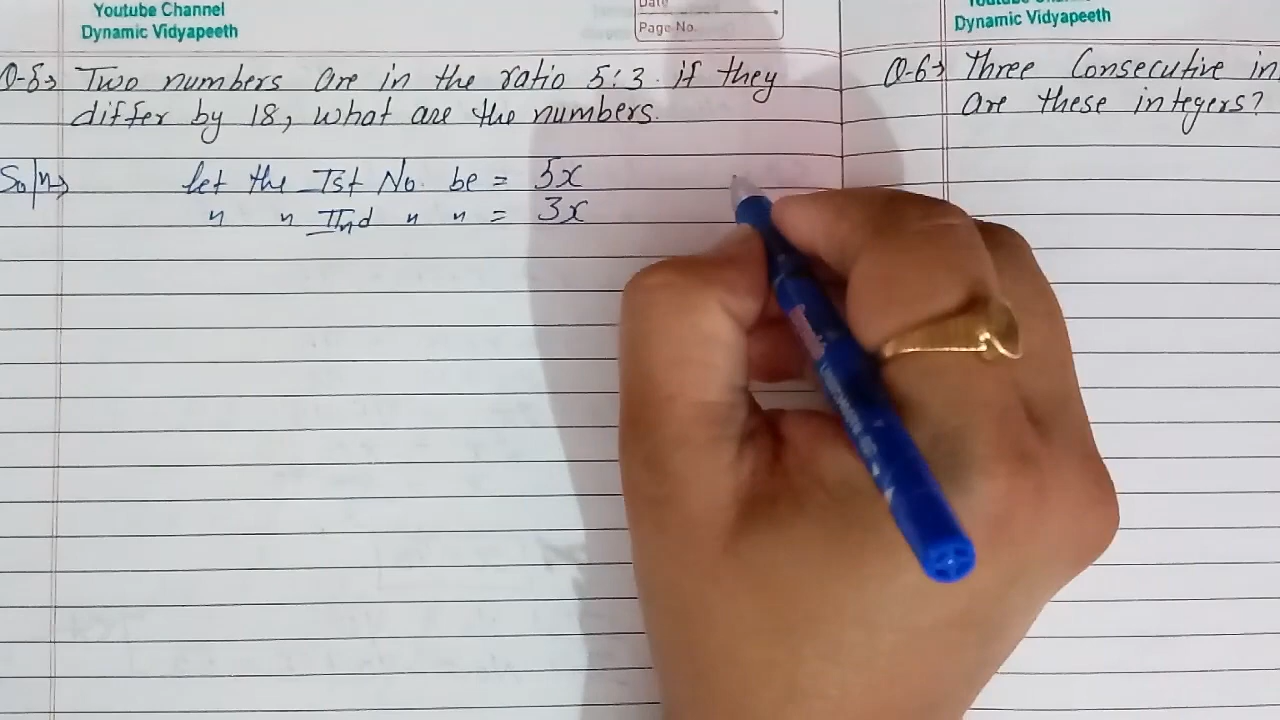 Youtube Channel
Dynamic Vidyapeeth
Date
Page No.
Dynamic Vidyapeeth
Q-5→ Two numbers are in the ratio 5:3. if they
differ by 18, what are the numbers.
Soln→ let the Ist No. be = 5x
" " IInd " " = 3x
Q-6→ Three Consecutive in
are these integers?